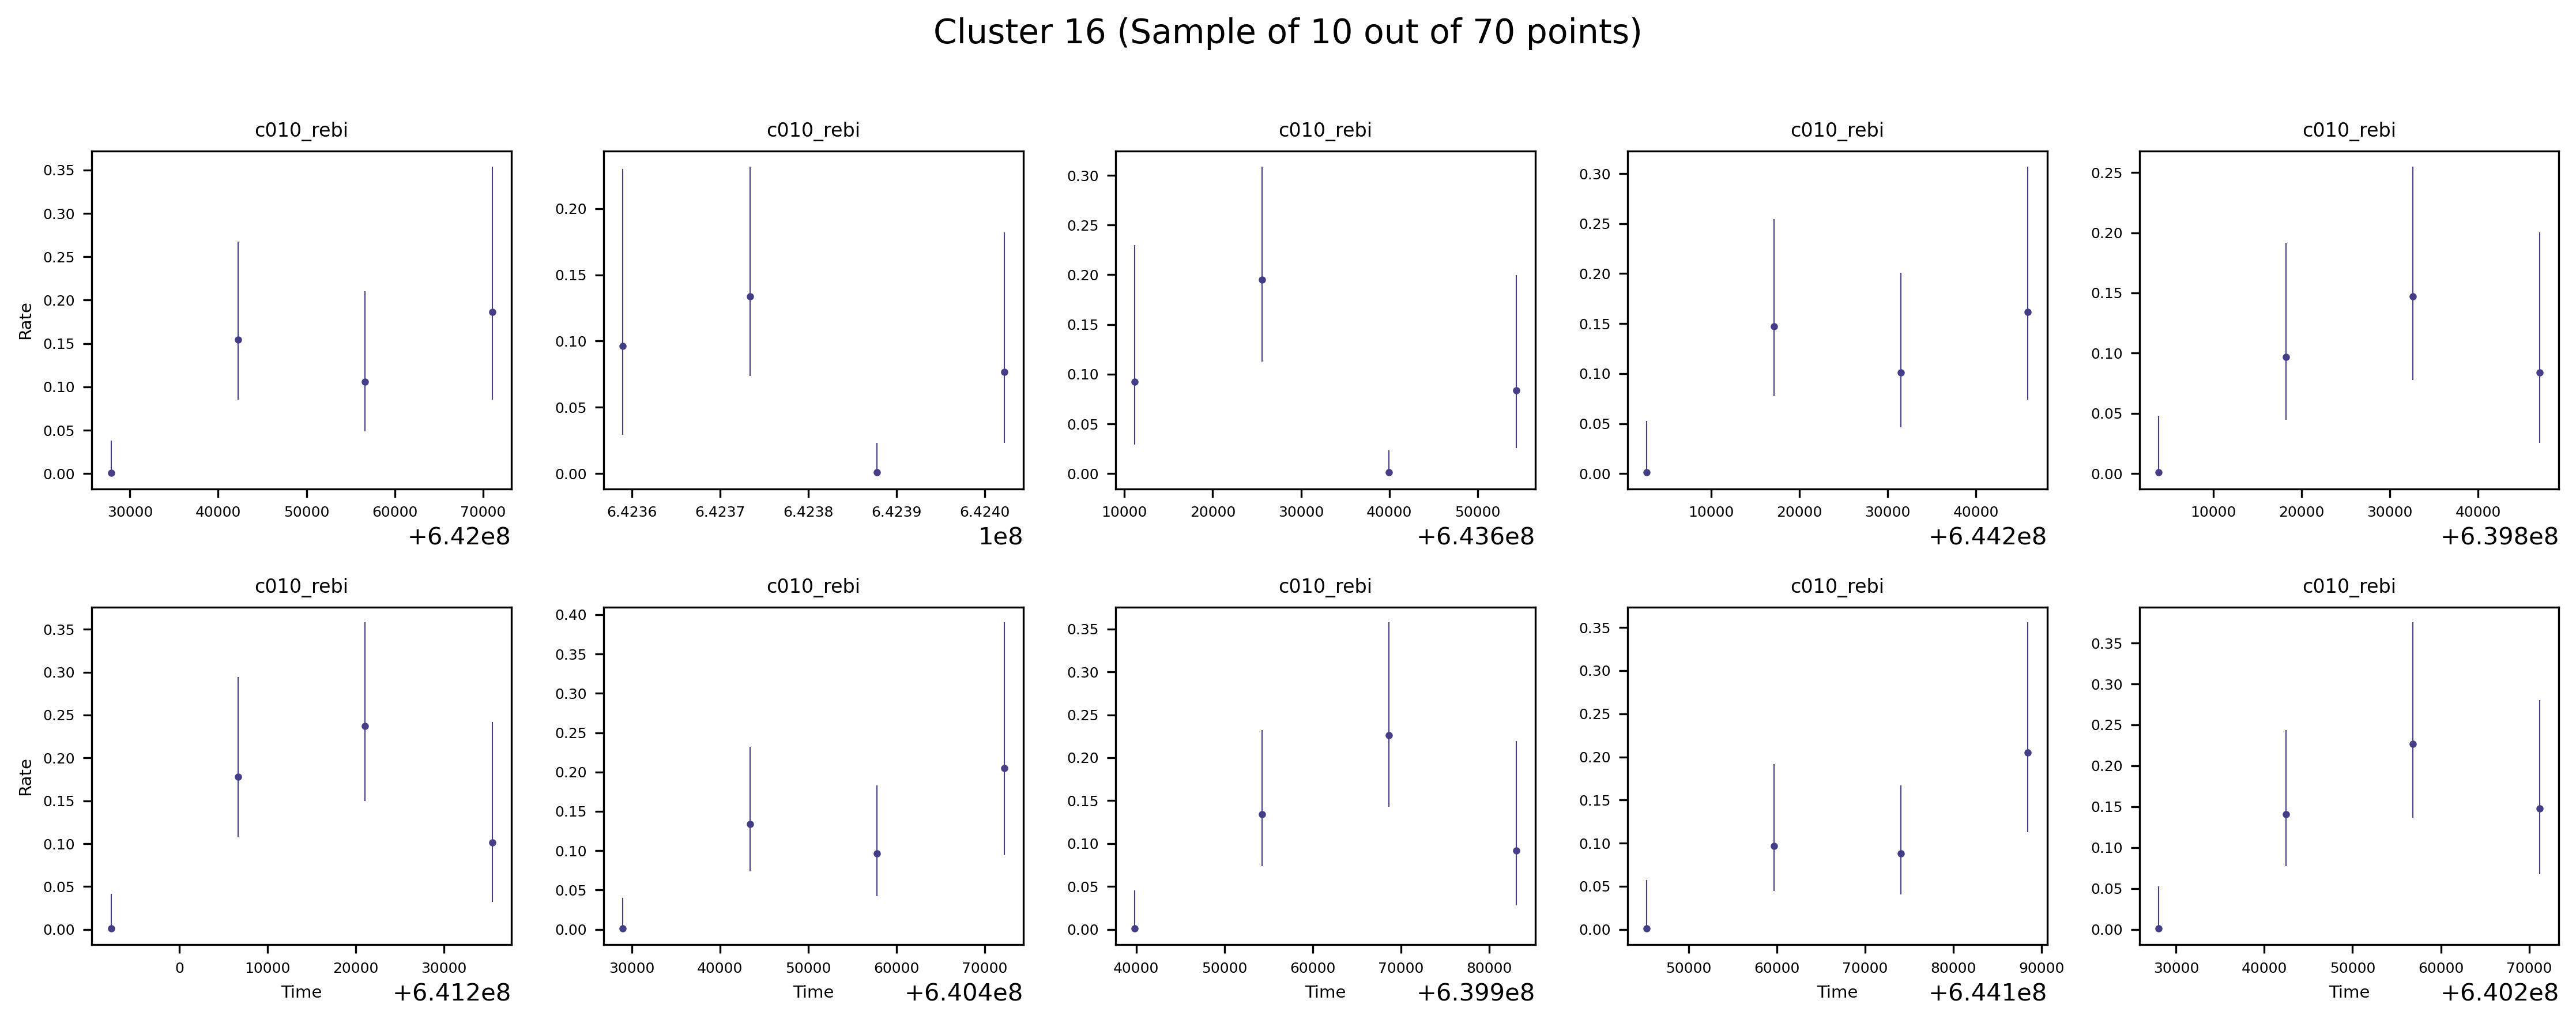 Cluster 16 (Sample of 10 out of 70 points)
c010_rebi c010_rebi c010_rebi c010_rebi c010_rebi
0.35 0.30 0.25 0.20 0.15 0.10 0.05 0.00
Rate
30000 40000 50000 60000 70000
+6.42e8
0.20 0.15 0.10 0.05 0.00
6.4236 6.4237 6.4238 6.4239 6.4240
1e8
0.30 0.25 0.20 0.15 0.10 0.05 0.00
10000 20000 30000 40000 50000
+6.436e8
0.30 0.25 0.20 0.15 0.10 0.05 0.00
10000 20000 30000 40000
+6.442e8
0.25 0.20 0.15 0.10 0.05 0.00
10000 20000 30000 40000
+6.398e8
c010_rebi c010_rebi c010_rebi c010_rebi c010_rebi
0.35 0.30 0.25 0.20 0.15 0.10 0.05 0.00
Rate
0 10000 20000 30000
Time +6.412e8
0.40 0.35 0.30 0.25 0.20 0.15 0.10 0.05 0.00
30000 40000 50000 60000 70000
Time +6.404e8
0.35 0.30 0.25 0.20 0.15 0.10 0.05 0.00
40000 50000 60000 70000 80000
Time +6.399e8
0.35 0.30 0.25 0.20 0.15 0.10 0.05 0.00
50000 60000 70000 80000 90000
Time +6.441e8
0.35 0.30 0.25 0.20 0.15 0.10 0.05 0.00
30000 40000 50000 60000 70000
Time +6.402e8